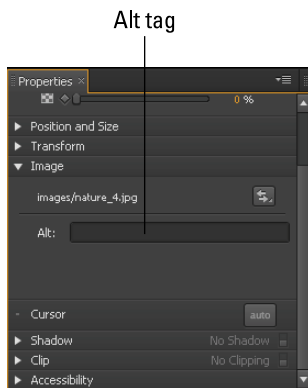 Alt tag
Properties ×
0 %
Position and Size
Transform
Image
images/nature_4.jpg
Alt:
Cursor auto
Shadow No Shadow
Clip No Clipping
Accessibility